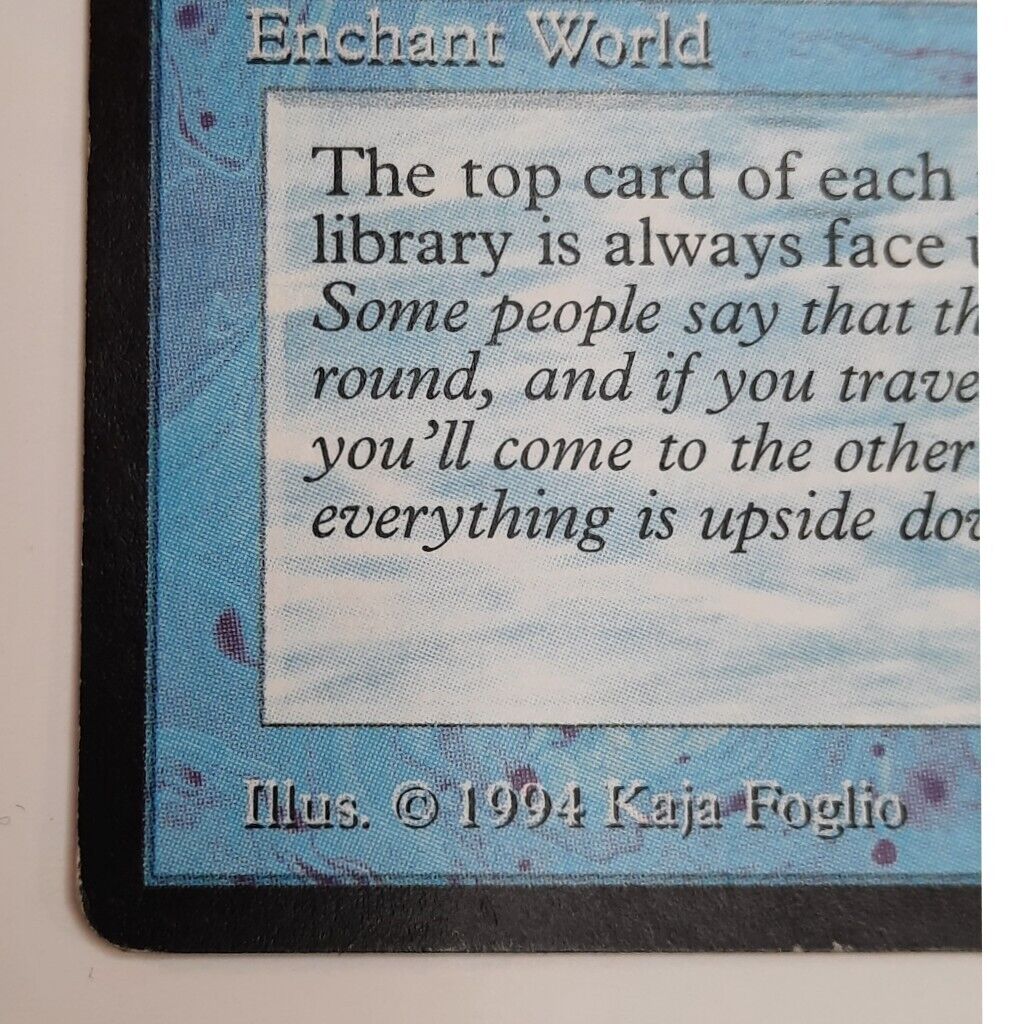 Enchant World
The top card of each
library is always face u
Some people say that th
round, and if you trave
you'll come to the other
everything is upside dow
Illus. © 1994 Kaja Foglio